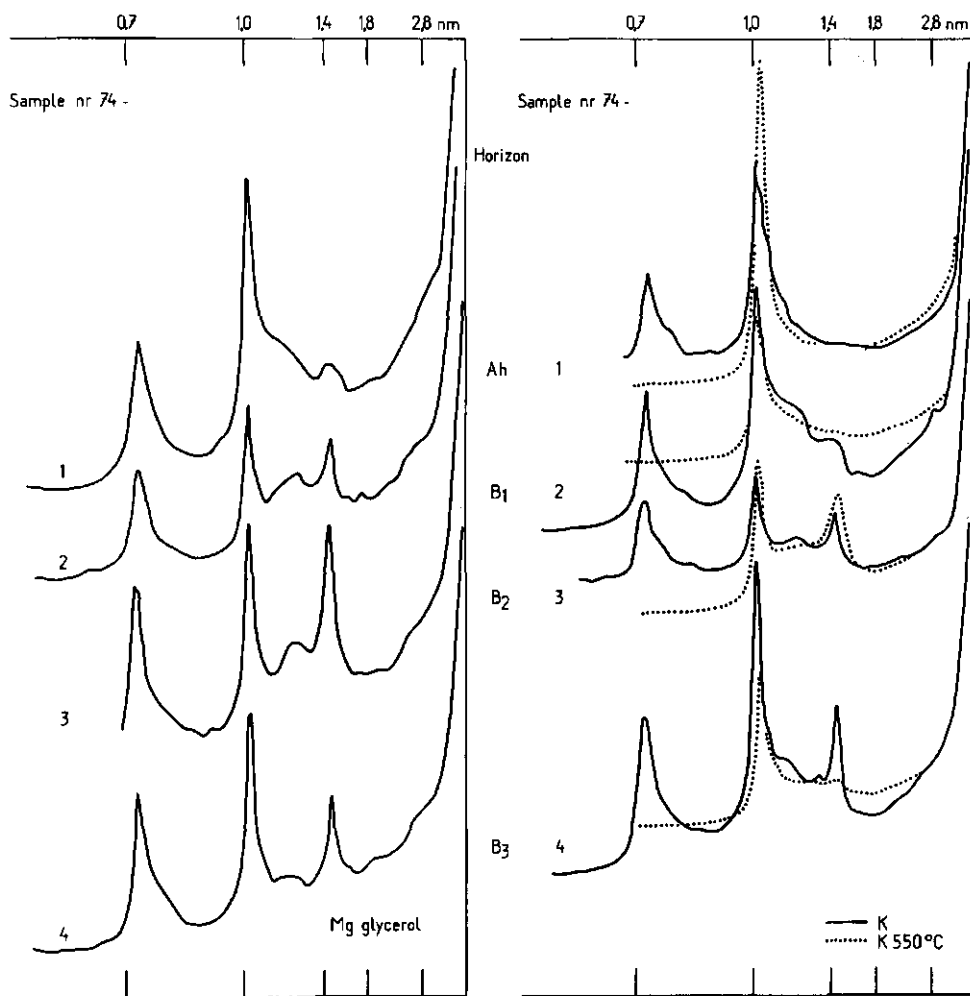 0,7 1,0 1,4 1,8 2,8 nm
0,7 1,0 1,4 1,8 2,8 nm
Sample nr 74 -
Sample nr 74 -
Horizon
Ah 1
1
B1 2
2
B2 3
3
B3 4
4
Mg glycerol
K
K 550°C